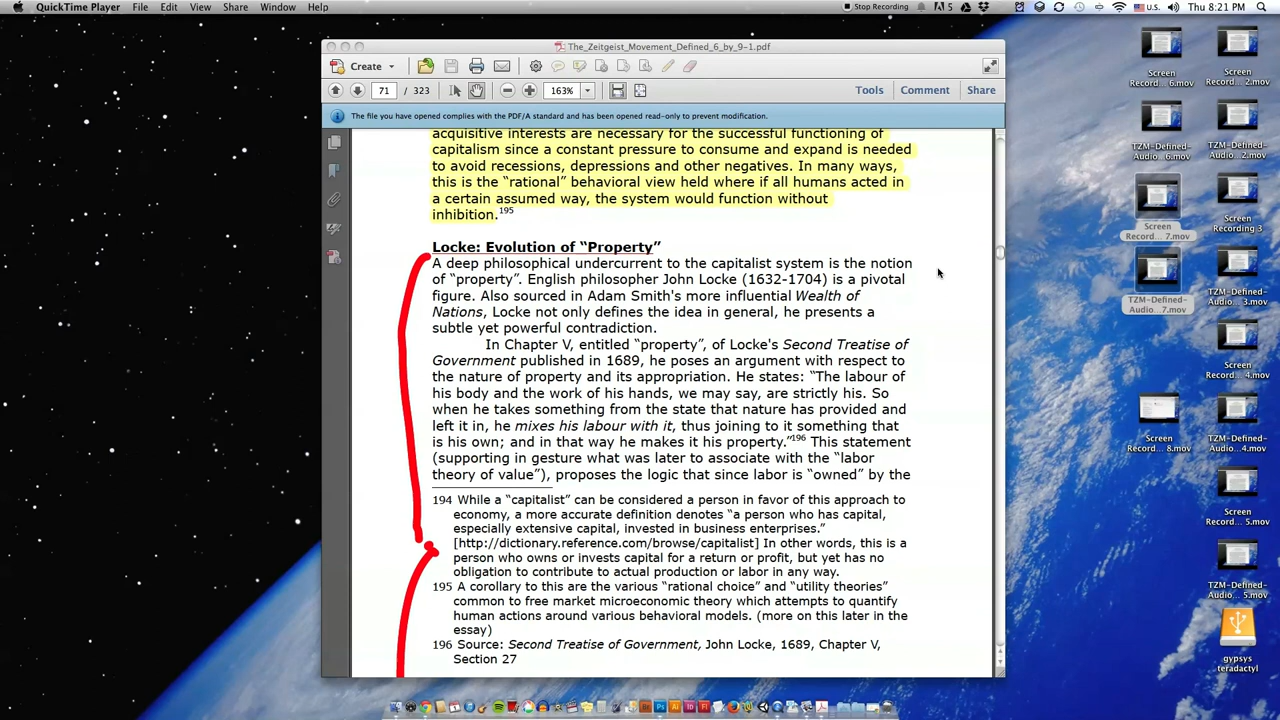 QuickTime Player File Edit View Share Window Help
Stop Recording 5 U.S. Thu 8:21 PM
The_Zeitgeist_Movement_Defined_6_by_9-1.pdf
Create
71 / 323 163% Tools Comment Share
The file you have opened complies with the PDF/A standard and has been opened read-only to prevent modification.
acquisitive interests are necessary for the successful functioning of
capitalism since a constant pressure to consume and expand is needed
to avoid recessions, depressions and other negatives. In many ways,
this is the “rational” behavioral view held where if all humans acted in
a certain assumed way, the system would function without
inhibition.195
Locke: Evolution of “Property”
A deep philosophical undercurrent to the capitalist system is the notion
of “property”. English philosopher John Locke (1632-1704) is a pivotal
figure. Also sourced in Adam Smith's more influential Wealth of
Nations, Locke not only defines the idea in general, he presents a
subtle yet powerful contradiction.
In Chapter V, entitled “property”, of Locke's Second Treatise of
Government published in 1689, he poses an argument with respect to
the nature of property and its appropriation. He states: “The labour of
his body and the work of his hands, we may say, are strictly his. So
when he takes something from the state that nature has provided and
left it in, he mixes his labour with it, thus joining to it something that
is his own; and in that way he makes it his property.”196 This statement
(supporting in gesture what was later to associate with the “labor
theory of value”), proposes the logic that since labor is “owned” by the
194 While a “capitalist” can be considered a person in favor of this approach to
economy, a more accurate definition denotes “a person who has capital,
especially extensive capital, invested in business enterprises.”
[http://dictionary.reference.com/browse/capitalist] In other words, this is a
person who owns or invests capital for a return or profit, but yet has no
obligation to contribute to actual production or labor in any way.
195 A corollary to this are the various “rational choice” and “utility theories”
common to free market microeconomic theory which attempts to quantify
human actions around various behavioral models. (more on this later in the
essay)
196 Source: Second Treatise of Government, John Locke, 1689, Chapter V,
Section 27
Screen
Record... 6.mov
Screen
Recor... 2.mov
TZM-Defined-
Audio...6.mov
TZM-Defined-
Audio...2.mov
Screen
Record... 7.mov
Screen
Recording 3
TZM-Defined-
Audio...7.mov
TZM-Defined-
Audio...3.mov
Screen
Recor...4.mov
Screen
Record... 8.mov
TZM-Defined-
Audio...4.mov
Screen
Recor...5.mov
TZM-Defined-
Audio...5.mov
gypsys
teradactyl